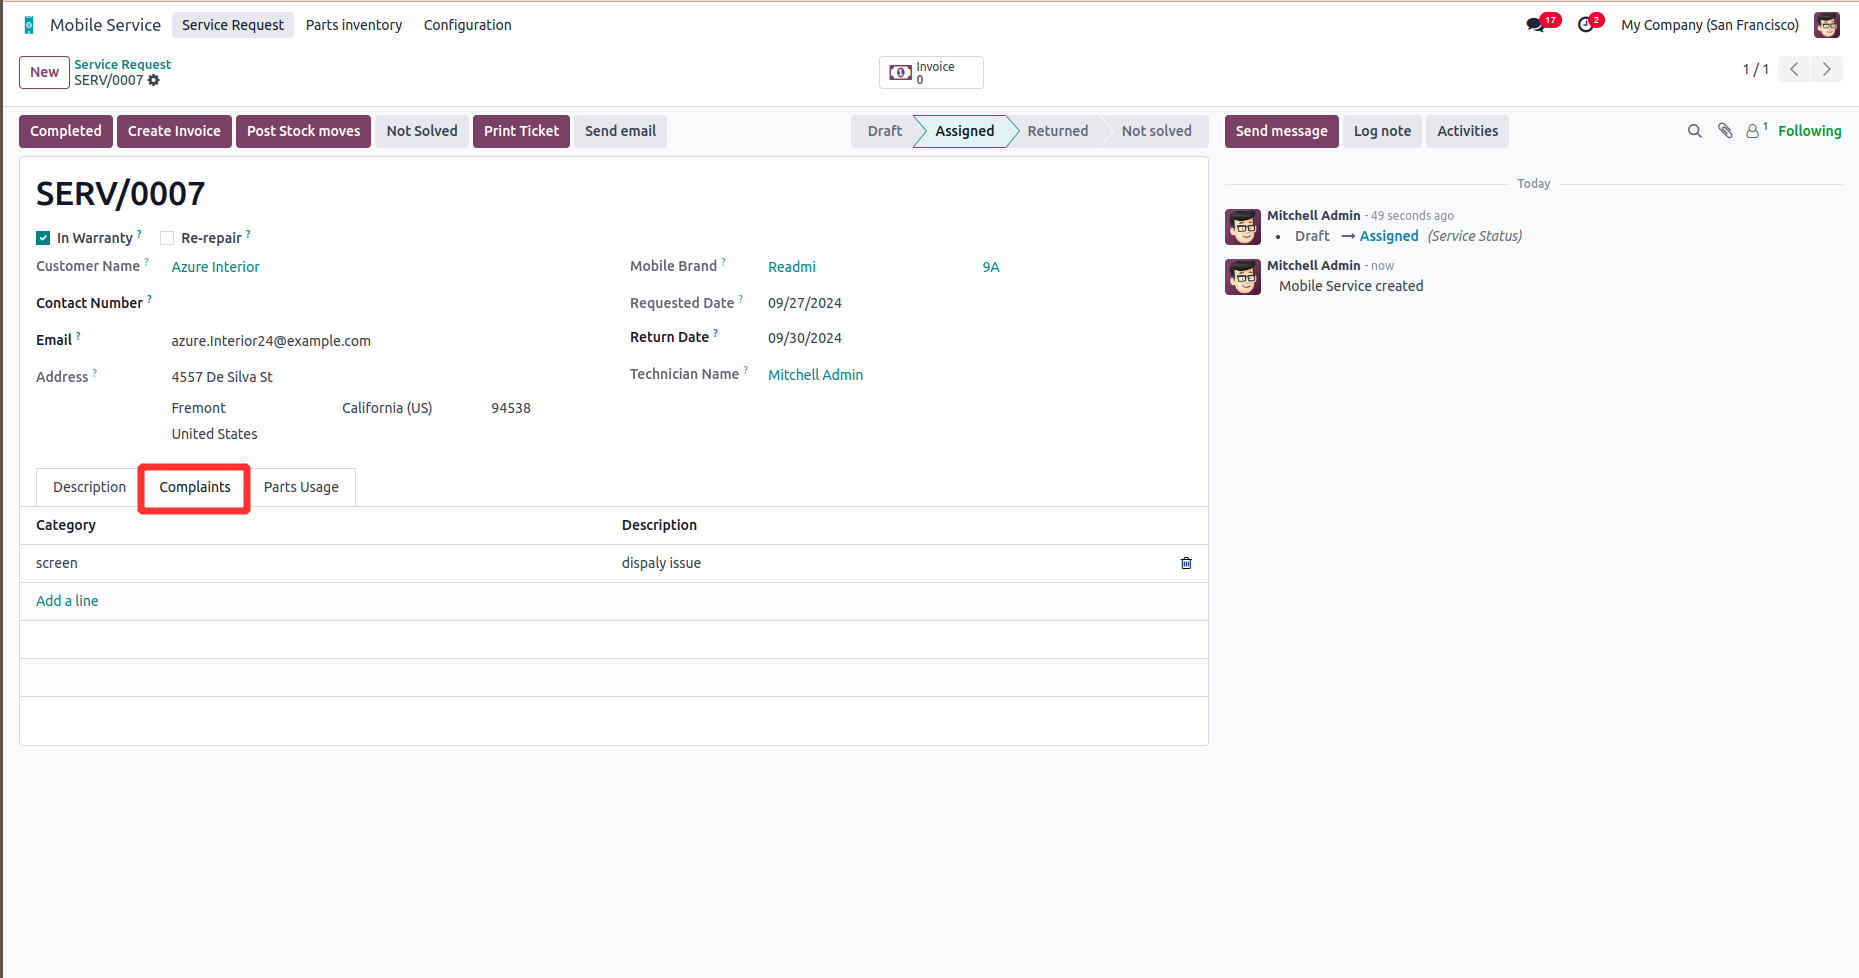 Mobile Service Service Request Parts inventory Configuration 17 2 My Company (San Francisco)
New Service Request
SERV/0007
Invoice
0
1 / 1
Completed Create Invoice Post Stock moves Not Solved Print Ticket Send email Draft Assigned Returned Not solved Send message Log note Activities 1 Following
SERV/0007
In Warranty ? Re-repair ?
Customer Name ? Azure Interior
Contact Number ?
Email ? azure.Interior24@example.com
Address ? 4557 De Silva St
Fremont California (US) 94538
United States
Mobile Brand ? Readmi 9A
Requested Date ? 09/27/2024
Return Date ? 09/30/2024
Technician Name ? Mitchell Admin
Description Complaints Parts Usage
Category Description
screen dispaly issue
Add a line
Today
Mitchell Admin - 49 seconds ago
• Draft → Assigned (Service Status)
Mitchell Admin - now
Mobile Service created